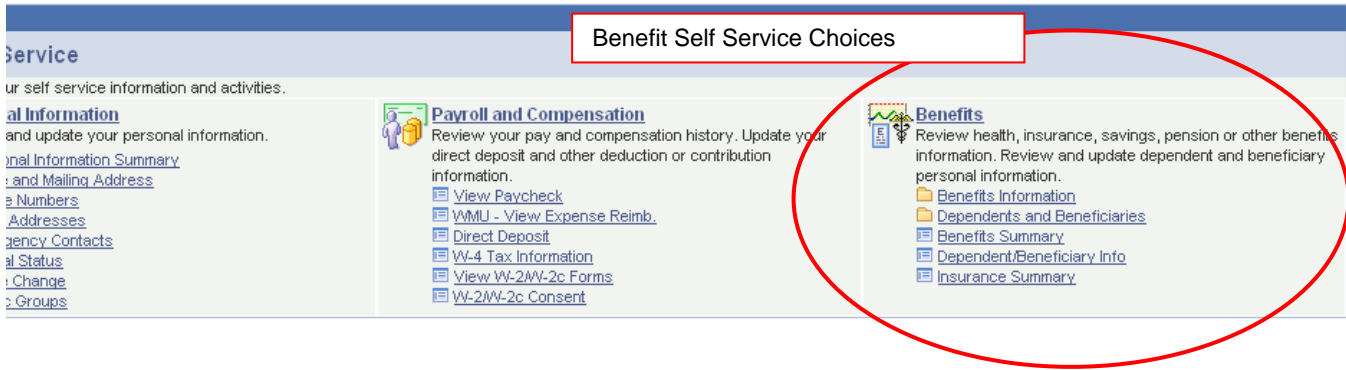 Benefit Self Service Choices
Service
ur self service information and activities.
al Information
and update your personal information.
onal Information Summary
e and Mailing Address
e Numbers
Addresses
gency Contacts
al Status
e Change
c Groups
Payroll and Compensation
Review your pay and compensation history. Update your
direct deposit and other deduction or contribution
information.
View Paycheck
WMU - View Expense Reimb.
Direct Deposit
W-4 Tax Information
View W-2/W-2c Forms
W-2/W-2c Consent
Benefits
Review health, insurance, savings, pension or other benefits
information. Review and update dependent and beneficiary
personal information.
Benefits Information
Dependents and Beneficiaries
Benefits Summary
Dependent/Beneficiary Info
Insurance Summary